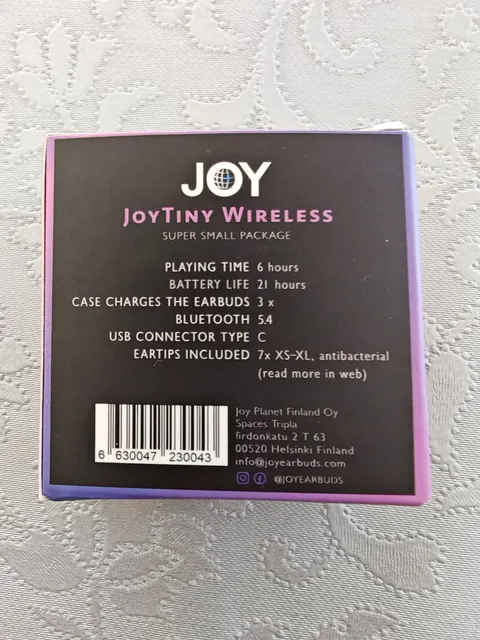 JOY
JOYTINY WIRELESS
SUPER SMALL PACKAGE
PLAYING TIME 6 hours
BATTERY LIFE 21 hours
CASE CHARGES THE EARBUDS 3 x
BLUETOOTH 5.4
USB CONNECTOR TYPE C
EARTIPS INCLUDED 7x XS-XL, antibacterial
(read more in web)
Joy Planet Finland Oy
Spaces Tripla
firdonkatu 2 T 63
00520 Helsinki Finland
info@joyearbuds.com
@JOYEARBUDS
6 630047 230043